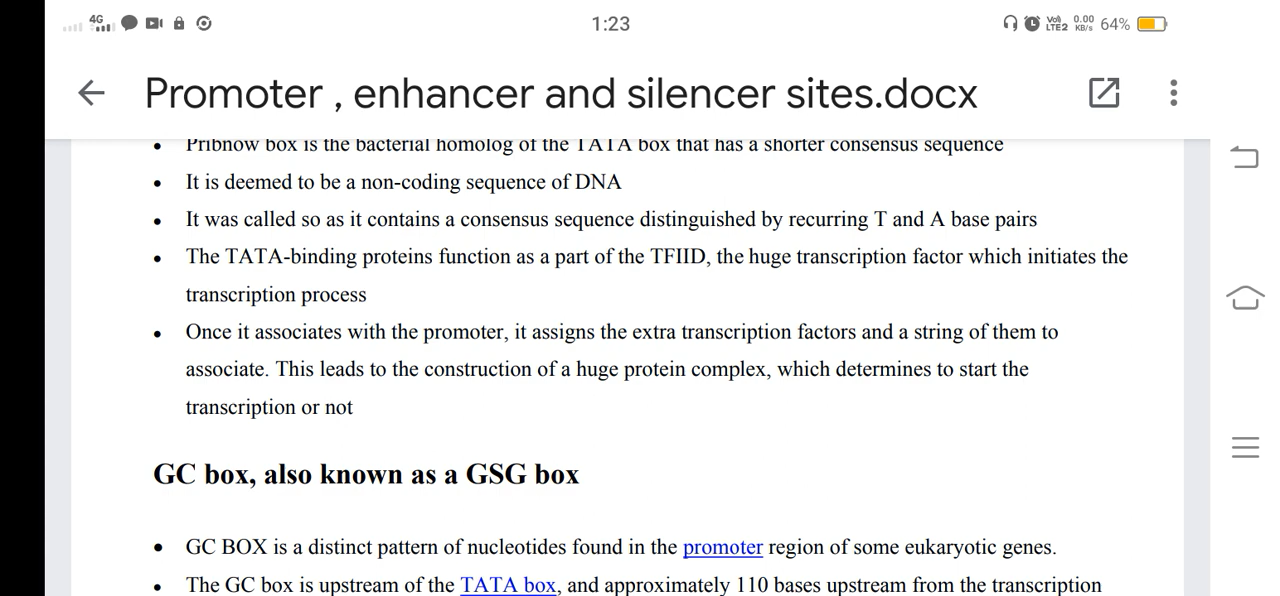 4G 1:23 Vo) LTE2 0.00 KB/s 64%
Promoter , enhancer and silencer sites.docx
• Pribnow box is the bacterial homolog of the TATA box that has a shorter consensus sequence
• It is deemed to be a non-coding sequence of DNA
• It was called so as it contains a consensus sequence distinguished by recurring T and A base pairs
• The TATA-binding proteins function as a part of the TFIID, the huge transcription factor which initiates the
transcription process
• Once it associates with the promoter, it assigns the extra transcription factors and a string of them to
associate. This leads to the construction of a huge protein complex, which determines to start the
transcription or not
GC box, also known as a GSG box
• GC BOX is a distinct pattern of nucleotides found in the promoter region of some eukaryotic genes.
• The GC box is upstream of the TATA box, and approximately 110 bases upstream from the transcription